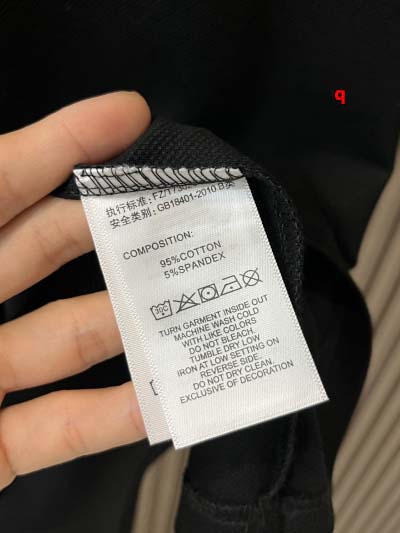 q
执行标准:
安全类别: GB18401-2010 B类
COMPOSITION:
95%COTTON
5%SPANDEX
30℃
TURN GARMENT INSIDE OUT
MACHINE WASH COLD
WITH LIKE COLORS
DO NOT BLEACH.
TUMBLE DRY LOW
IRON AT LOW SETTING ON
REVERSE SIDE.
DO NOT DRY CLEAN.
EXCLUSIVE OF DECORATION